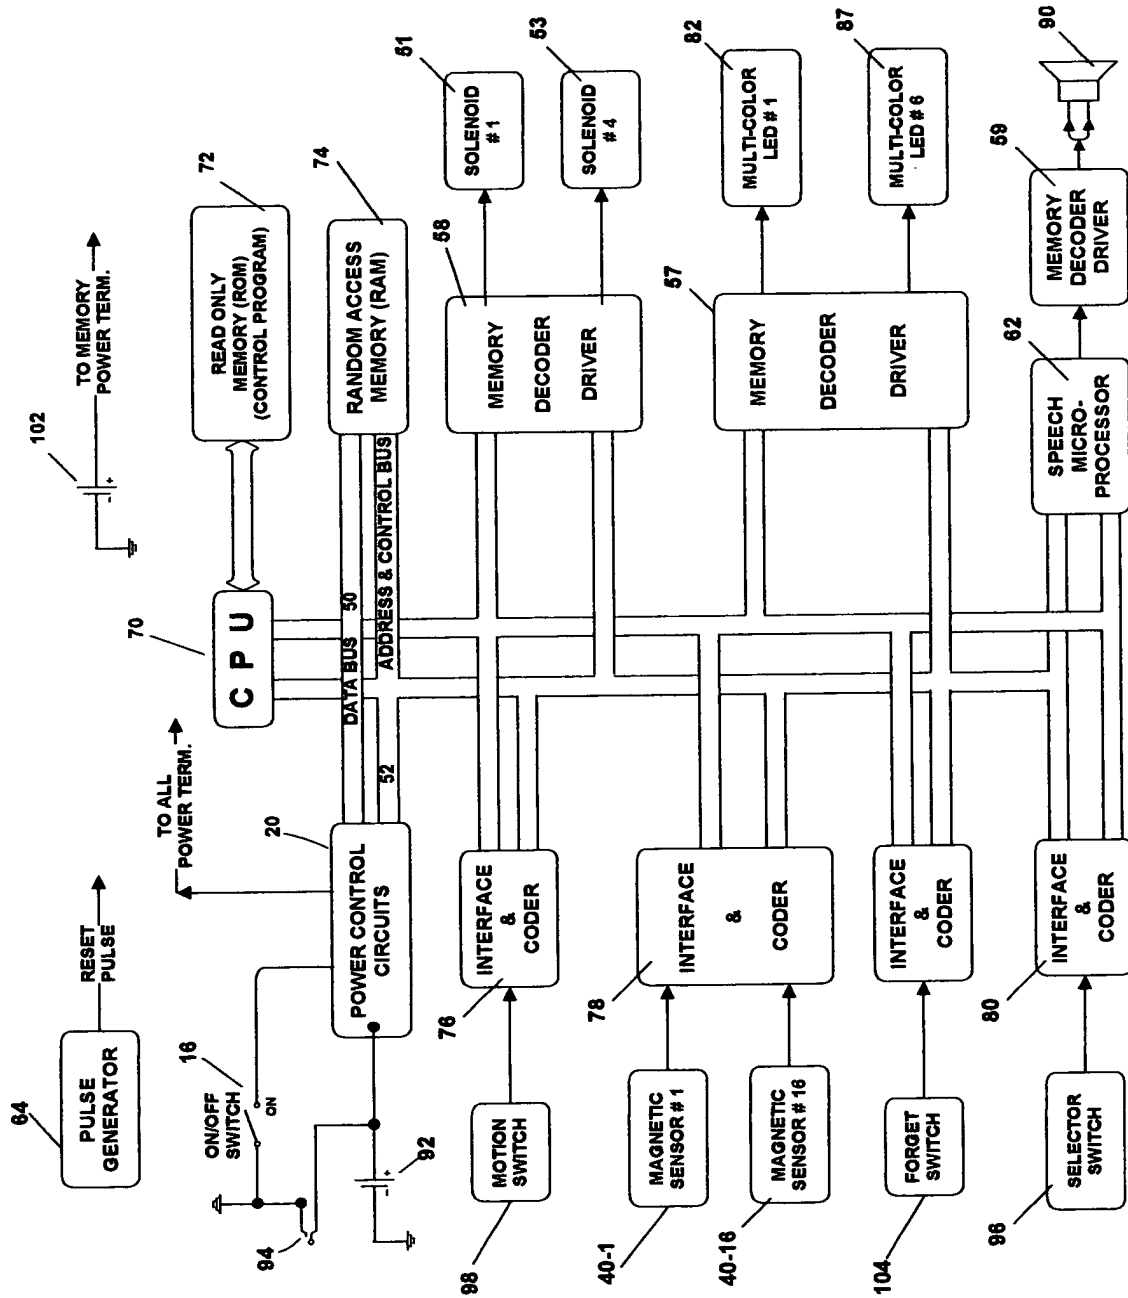 64
PULSE
GENERATOR
RESET
PULSE
TO ALL
POWER TERM.
102
TO MEMORY
POWER TERM.
16
ON/OFF
SWITCH
ON
94
92
20
POWER CONTROL
CIRCUITS
70
C P U
72
READ ONLY
MEMORY (ROM)
(CONTROL PROGRAM)
DATA BUS 50
52
ADDRESS & CONTROL BUS
74
RANDOM ACCESS
MEMORY (RAM)
98
MOTION
SWITCH
76
INTERFACE
&
CODER
58
MEMORY
DECODER
DRIVER
51
SOLENOID
# 1
53
SOLENOID
# 4
40-1
MAGNETIC
SENSOR # 1
40-16
MAGNETIC
SENSOR # 16
78
INTERFACE
&
CODER
57
MEMORY
DECODER
DRIVER
82
MULTI-COLOR
LED # 1
87
MULTI-COLOR
LED # 6
104
FORGET
SWITCH
INTERFACE
&
CODER
96
SELECTOR
SWITCH
80
INTERFACE
&
CODER
62
SPEECH
MICRO-
PROCESSOR
59
MEMORY
DECODER
DRIVER
90